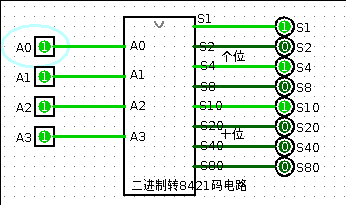 S1
S1
A0 1 A0 S2 0 S2
个位
A1 1 A1 S4 1 S4
S8 0 S8
A2 1 A2 S10 1 S10
S20 0 S20
十位
A3 1 A3 S40 0 S40
S80 0 S80
二进制转8421码电路